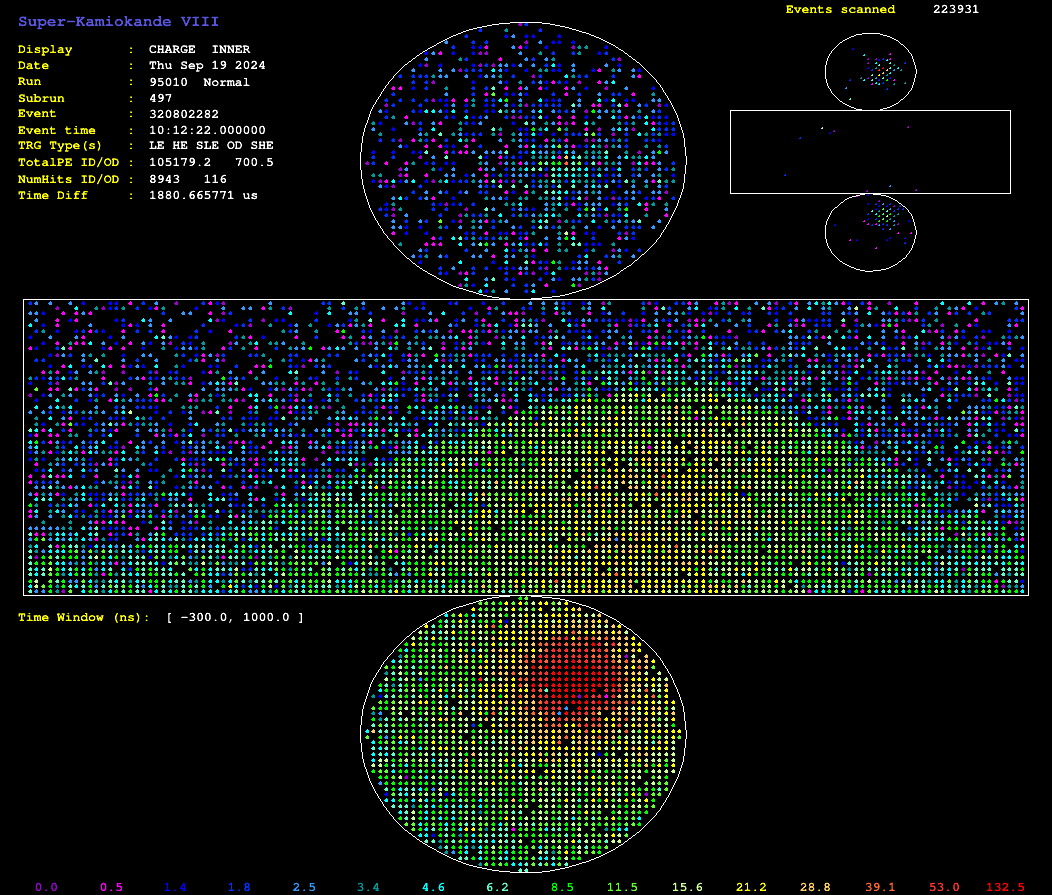 Super-Kamiokande VIII
Events scanned 223931
Display : CHARGE INNER
Date : Thu Sep 19 2024
Run : 95010 Normal
Subrun : 497
Event : 320802282
Event time : 10:12:22.000000
TRG Type(s) : LE HE SLE OD SHE
TotalPE ID/OD : 105179.2 700.5
NumHits ID/OD : 8943 116
Time Diff : 1880.665771 us
Time Window (ns): [ −300.0, 1000.0 ]
0.0 0.5 1.4 1.8 2.5 3.4 4.6 6.2 8.5 11.5 15.6 21.2 28.8 39.1 53.0 132.5